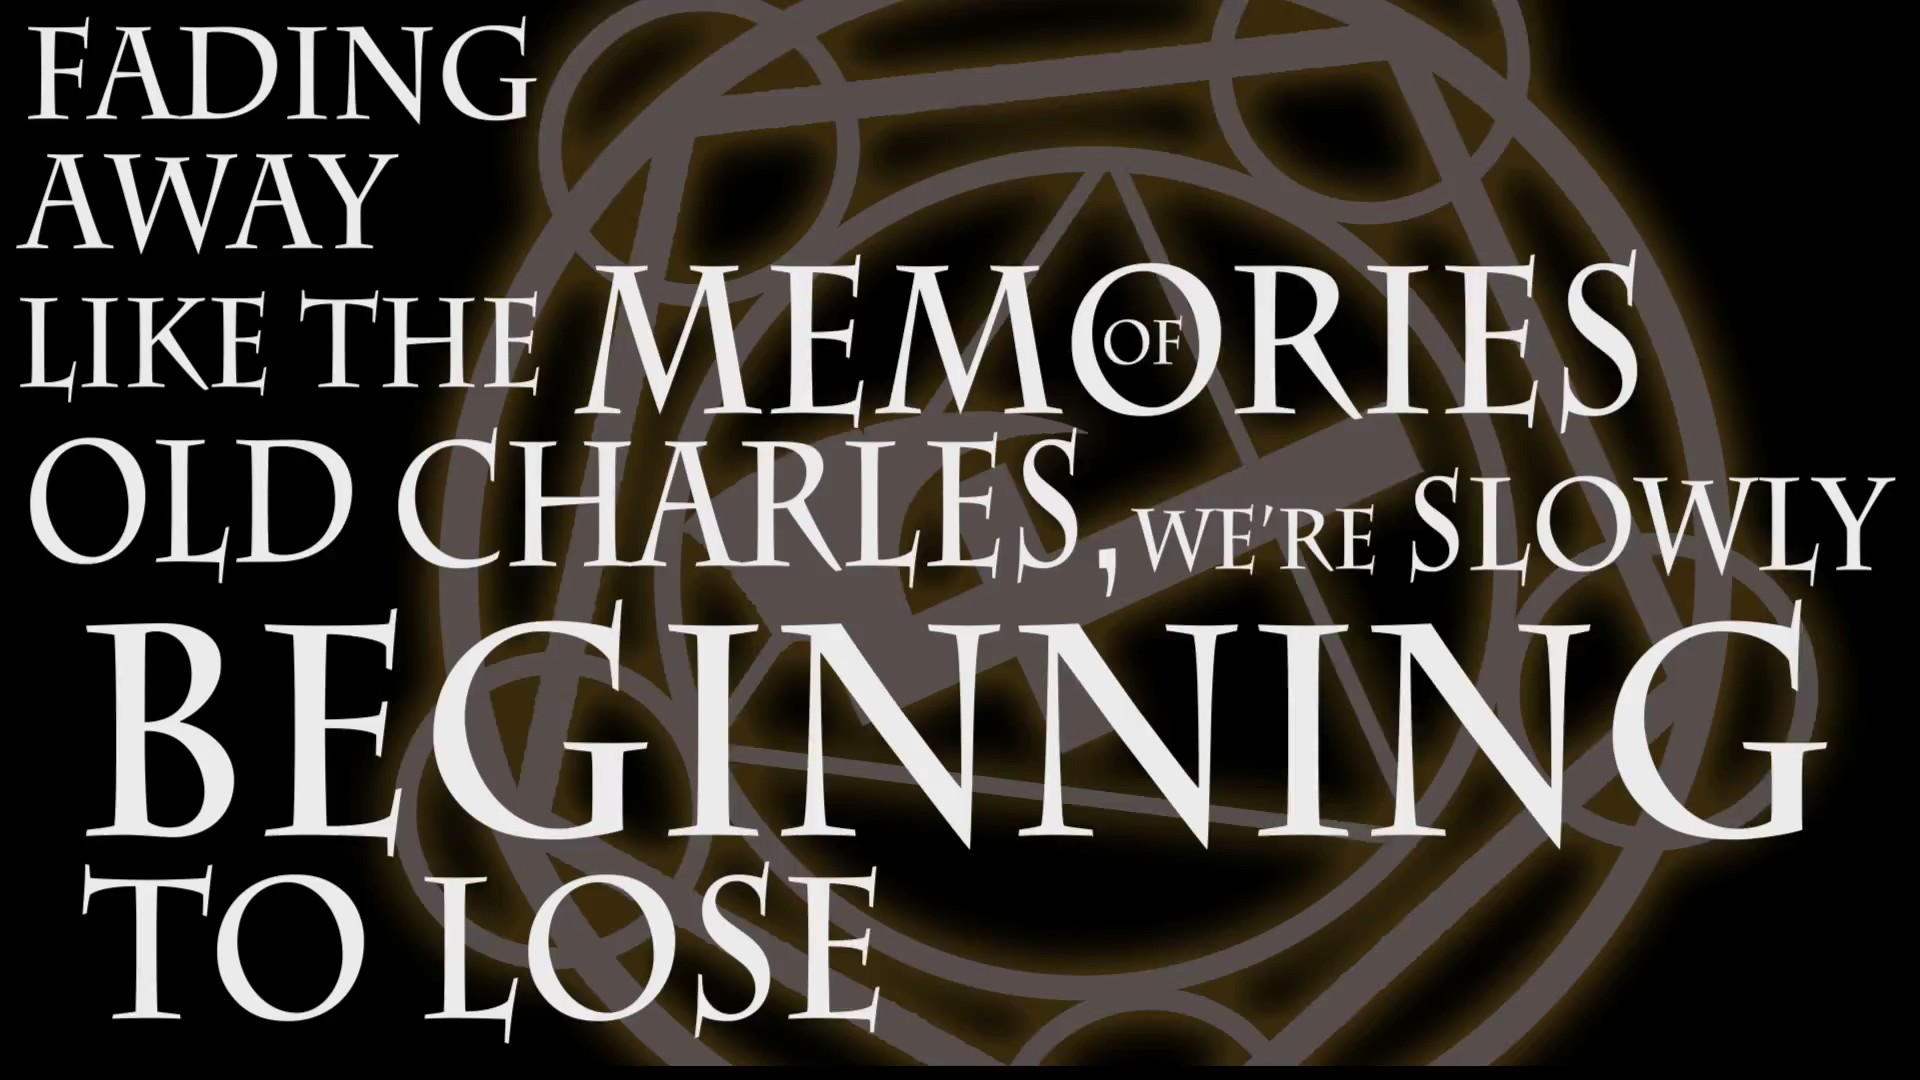 FADING
AWAY
LIKE THE MEMORIES OF
OLD CHARLES, WE'RE SLOWLY
BEGINNING
TO LOSE